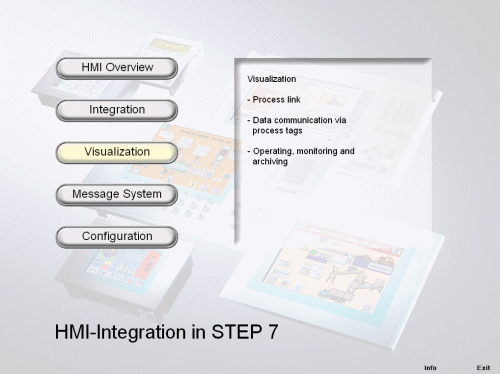 HMI Overview
Integration
Visualization
Message System
Configuration
Visualization
- Process link
- Data communication via
process tags
- Operating, monitoring and
archiving
HMI-Integration in STEP 7
Info
Exit